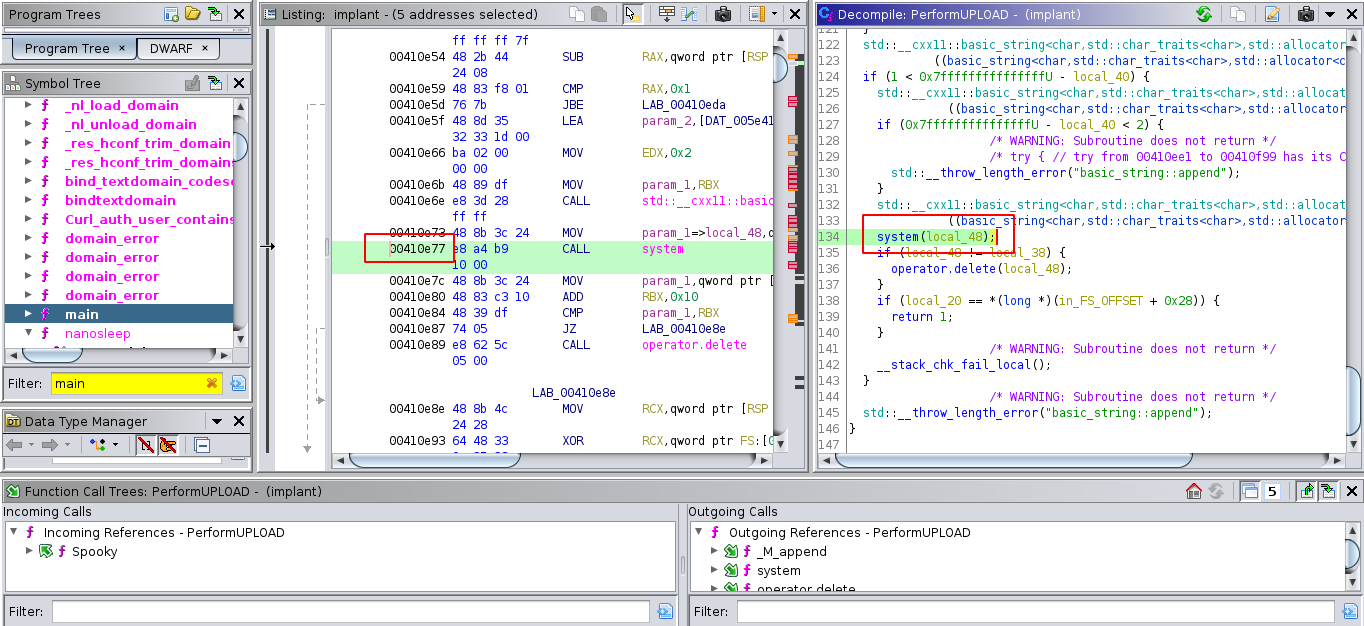 Program Trees
Program Tree × DWARF ×
Symbol Tree
f _nl_load_domain
f _nl_unload_domain
f _res_hconf_trim_domain
f _res_hconf_trim_domain
f bind_textdomain_codes
f bindtextdomain
f Curl_auth_user_contains
f domain_error
f domain_error
f domain_error
f domain_error
f main
f nanosleep
Filter: main
Data Type Manager
Listing: implant - (5 addresses selected)
ff ff ff 7f
00410e54 48 2b 44 SUB RAX,qword ptr [RSP
24 08
00410e59 48 83 f8 01 CMP RAX,0x1
00410e5d 76 7b JBE LAB_00410eda
00410e5f 48 8d 35 LEA param_2,[DAT_005e41
32 33 1d 00
00410e66 ba 02 00 MOV EDX,0x2
00 00
00410e6b 48 89 df MOV param_1,RBX
00410e6e e8 3d 28 CALL std::__cxx11::basic
ff ff
00410e73 48 8b 3c 24 MOV param_1=>local_48,
00410e77 e8 a4 b9 CALL system
10 00
00410e7c 48 8b 3c 24 MOV param_1,qword ptr [
00410e80 48 83 c3 10 ADD RBX,0x10
00410e84 48 39 df CMP param_1,RBX
00410e87 74 05 JZ LAB_00410e8e
00410e89 e8 62 5c CALL operator.delete
05 00
LAB_00410e8e
00410e8e 48 8b 4c MOV RCX,qword ptr [RSP
24 28
00410e93 64 48 33 XOR RCX,qword ptr FS:[0
Decompile: PerformUPLOAD - (implant)
121 }
122 std::__cxx11::basic_string<char,std::char_traits<char>,std::allocator
123 ((basic_string<char,std::char_traits<char>,std::allocator<c
124 if (1 < 0x7fffffffffffffffU - local_40) {
125 std::__cxx11::basic_string<char,std::char_traits<char>,std::allocat
126 ((basic_string<char,std::char_traits<char>,std::allocator
127 if (0x7fffffffffffffffU - local_40 < 2) {
128 /* WARNING: Subroutine does not return */
129 /* try { // try from 00410ee1 to 00410f99 has its C
130 std::__throw_length_error("basic_string::append");
131 }
132 std::__cxx11::basic_string<char,std::char_traits<char>,std::allocat
133 ((basic_string<char,std::char_traits<char>,std::allocator
134 system(local_48);
135 if (local_48 != local_38) {
136 operator.delete(local_48);
137 }
138 if (local_20 == *(long *)(in_FS_OFFSET + 0x28)) {
139 return 1;
140 }
141 /* WARNING: Subroutine does not return */
142 __stack_chk_fail_local();
143 }
144 /* WARNING: Subroutine does not return */
145 std::__throw_length_error("basic_string::append");
146 }
147
Function Call Trees: PerformUPLOAD - (implant)
5
Incoming Calls
f Incoming References - PerformUPLOAD
f Spooky
Filter:
Outgoing Calls
f Outgoing References - PerformUPLOAD
f _M_append
f system
f operator.delete
Filter: